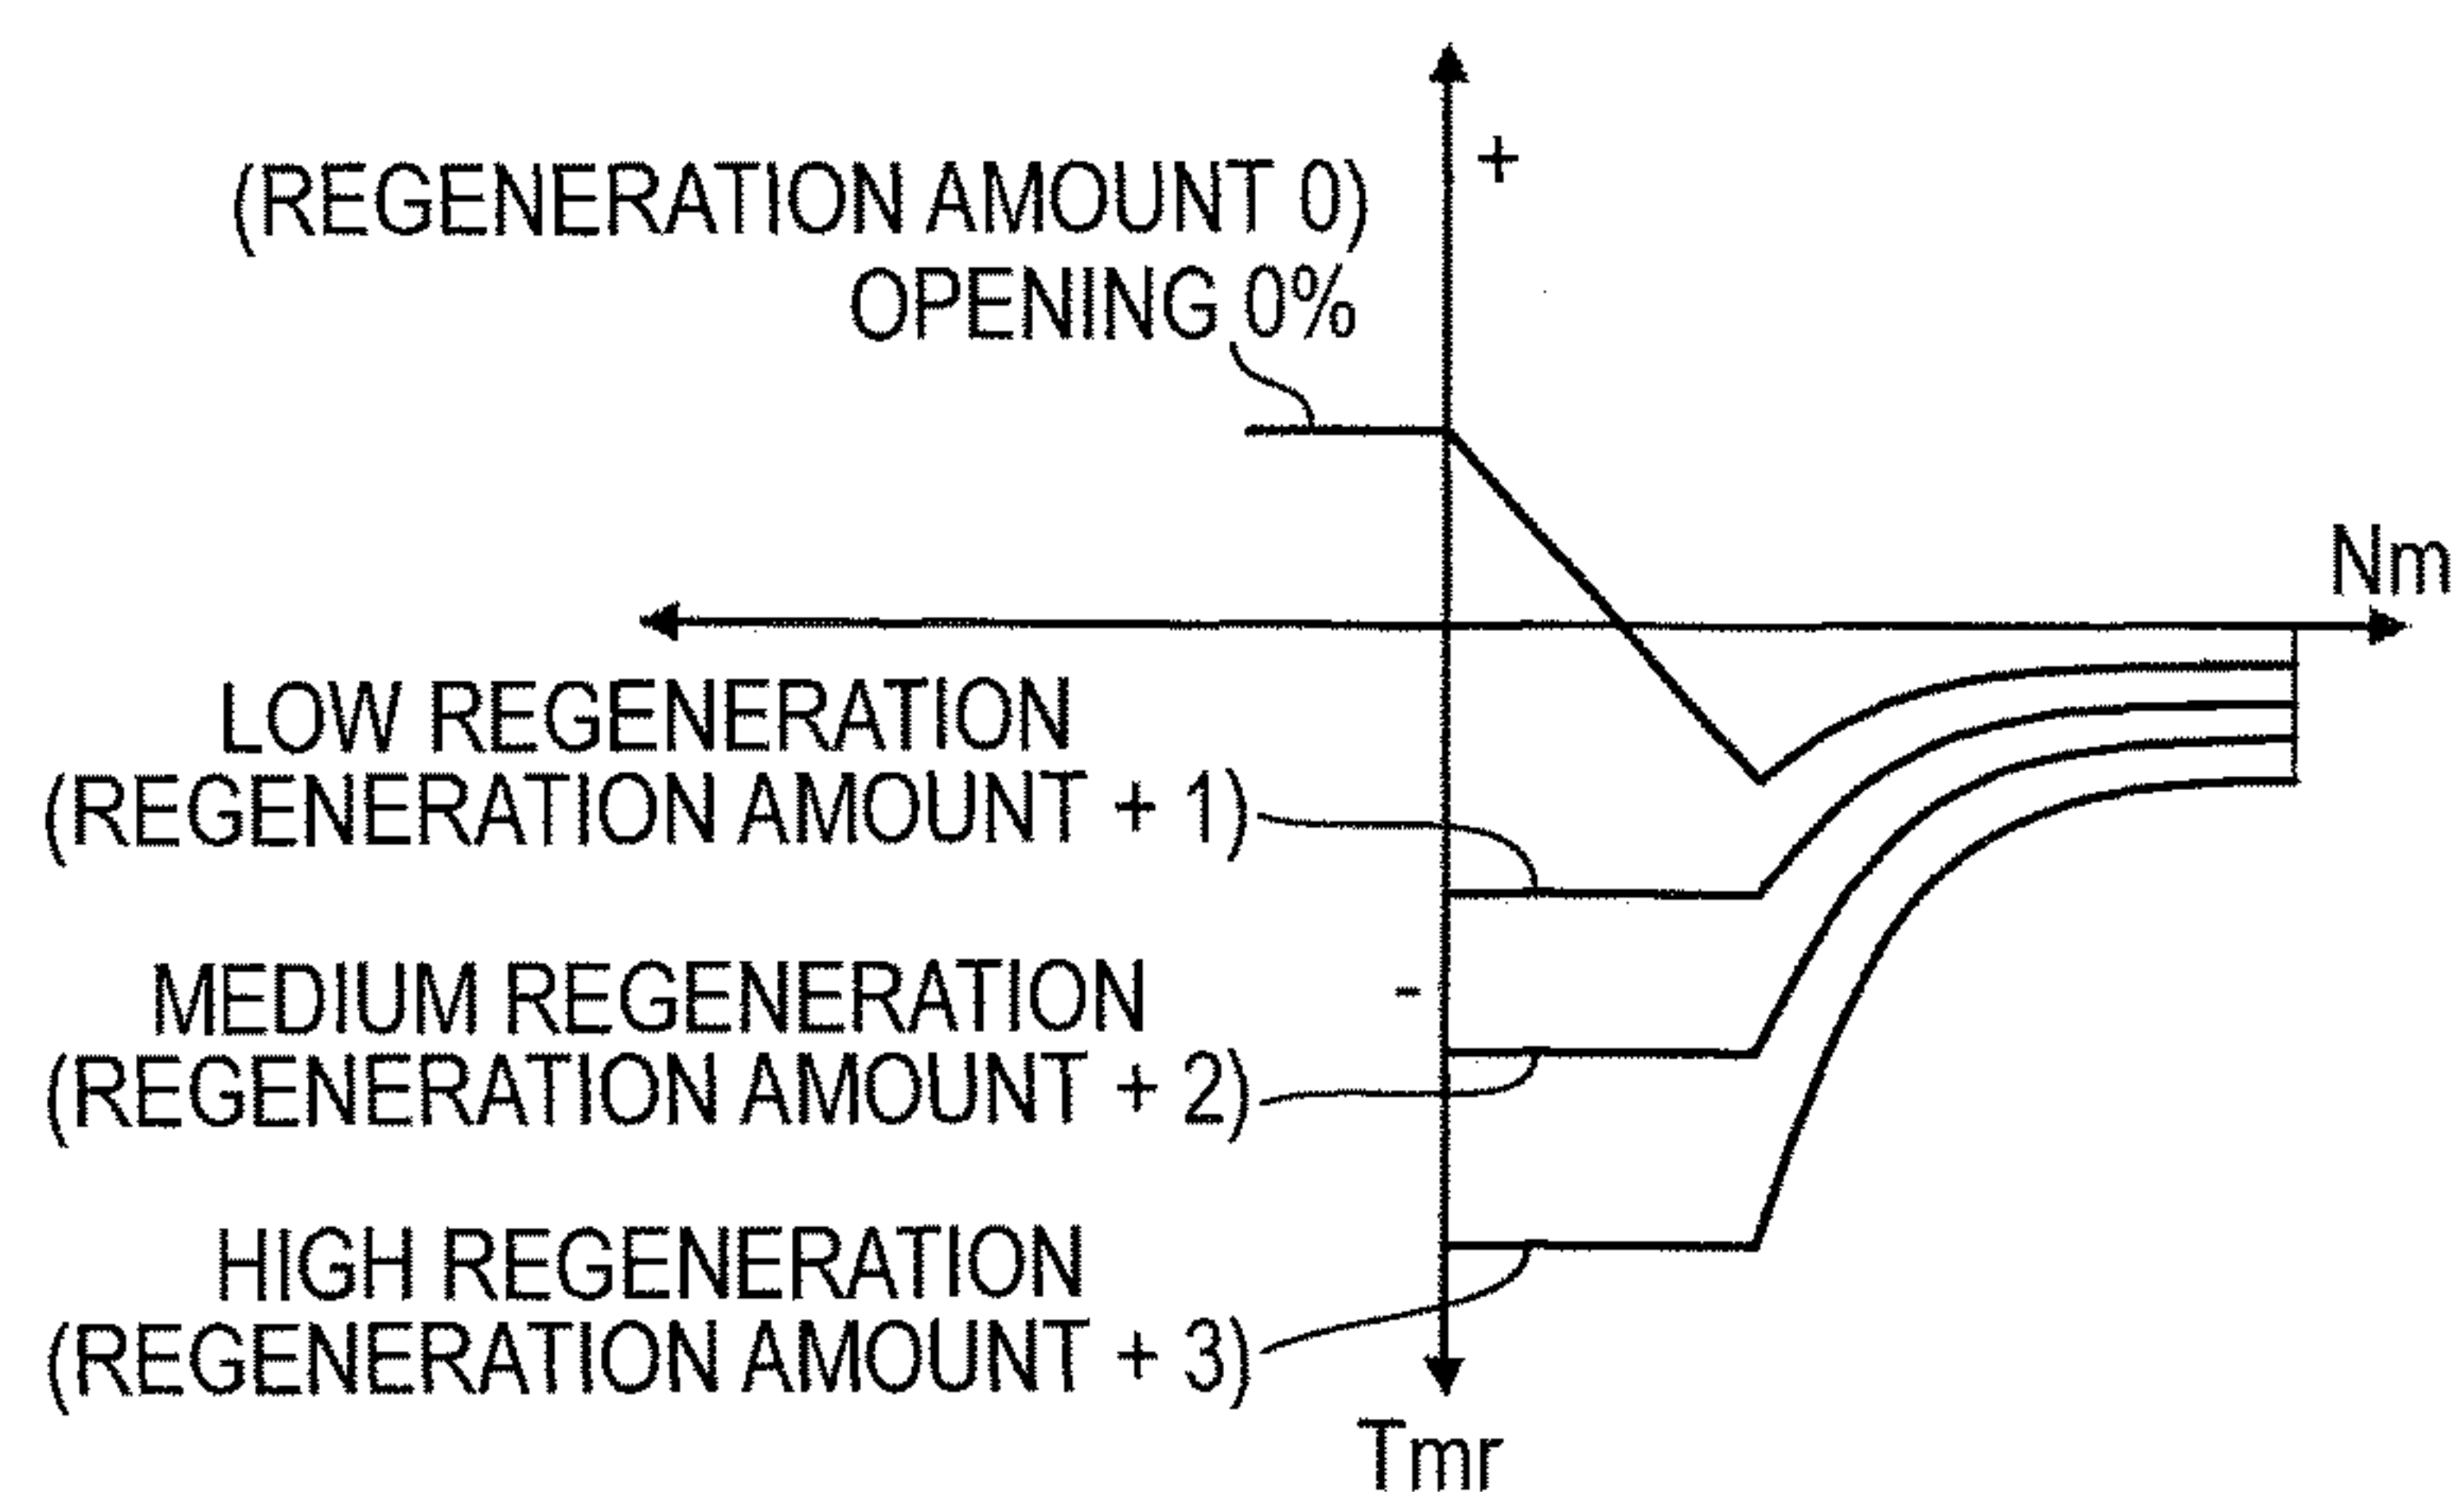 +
(REGENERATION AMOUNT 0)
OPENING 0%
Nm
LOW REGENERATION
(REGENERATION AMOUNT + 1)
MEDIUM REGENERATION
-
(REGENERATION AMOUNT + 2)
HIGH REGENERATION
(REGENERATION AMOUNT + 3)
Tmr